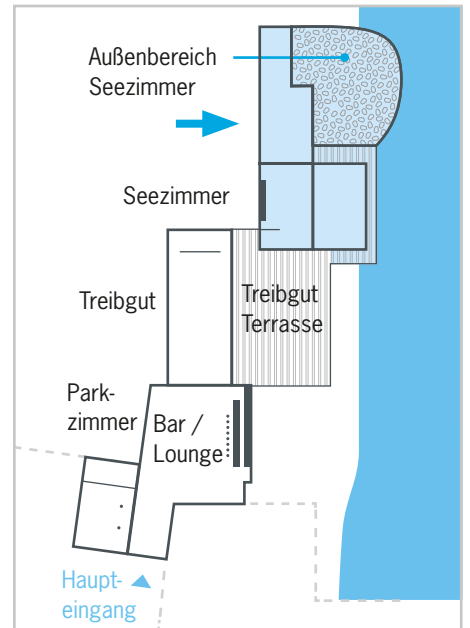 Außenbereich
Seezimmer
Seezimmer
Treibgut
Treibgut
Terrasse
Park-
zimmer
Bar /
Lounge
Haupt-
eingang